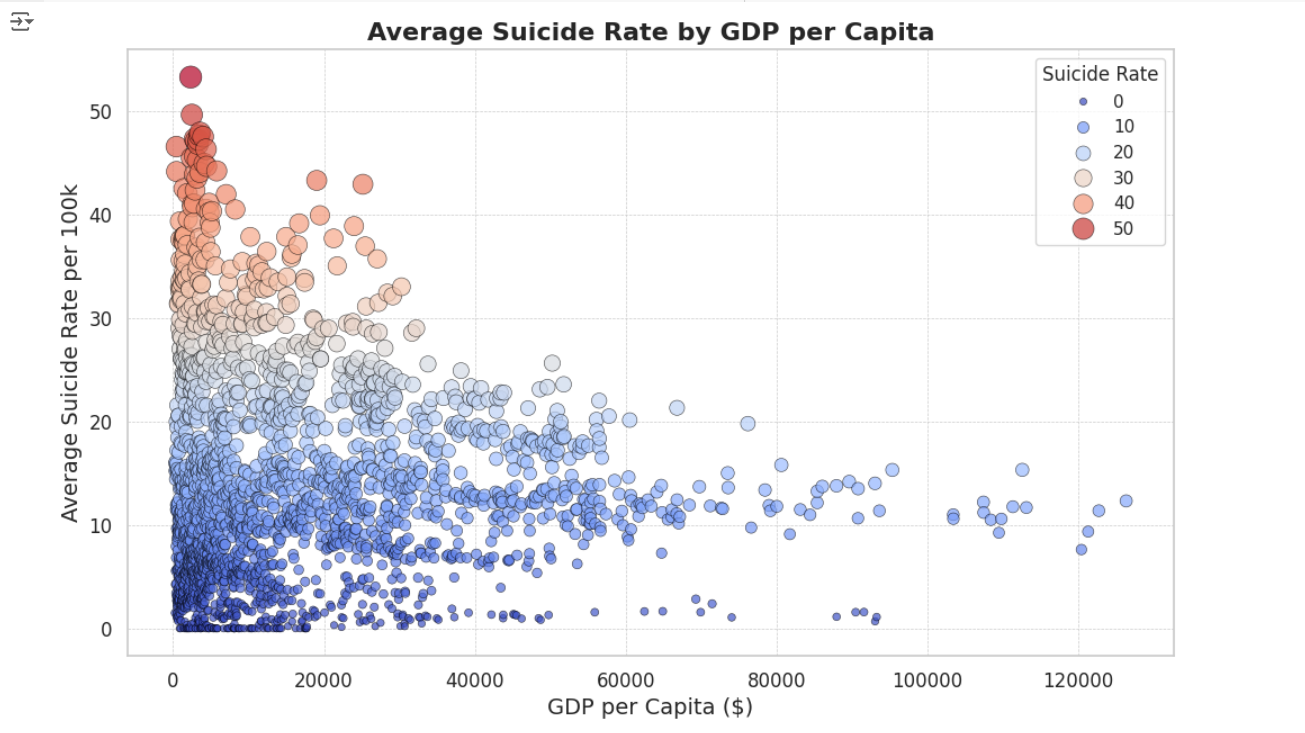 Average Suicide Rate by GDP per Capita
Suicide Rate
0
10
20
30
40
50
Average Suicide Rate per 100k
50
40
30
20
10
0
0 20000 40000 60000 80000 100000 120000
GDP per Capita ($)